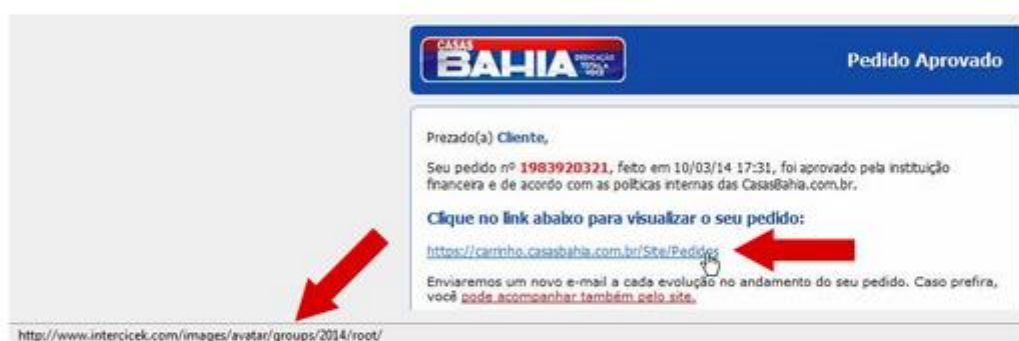 CASAS
BAHIA DEDICAÇÃO TOTAL A VOCÊ
Pedido Aprovado
Prezado(a) Cliente,
Seu pedido nº 1983920321, feito em 10/03/14 17:31, foi aprovado pela instituição
financeira e de acordo com as políticas internas das CasasBahia.com.br.
Clique no link abaixo para visualizar o seu pedido:
https://carrinho.casasbahia.com.br/Site/Pedidos
Enviaremos um novo e-mail a cada evolução no andamento do seu pedido. Caso prefira,
você pode acompanhar também pelo site.
http://www.intercicek.com/images/avatar/groups/2014/root/